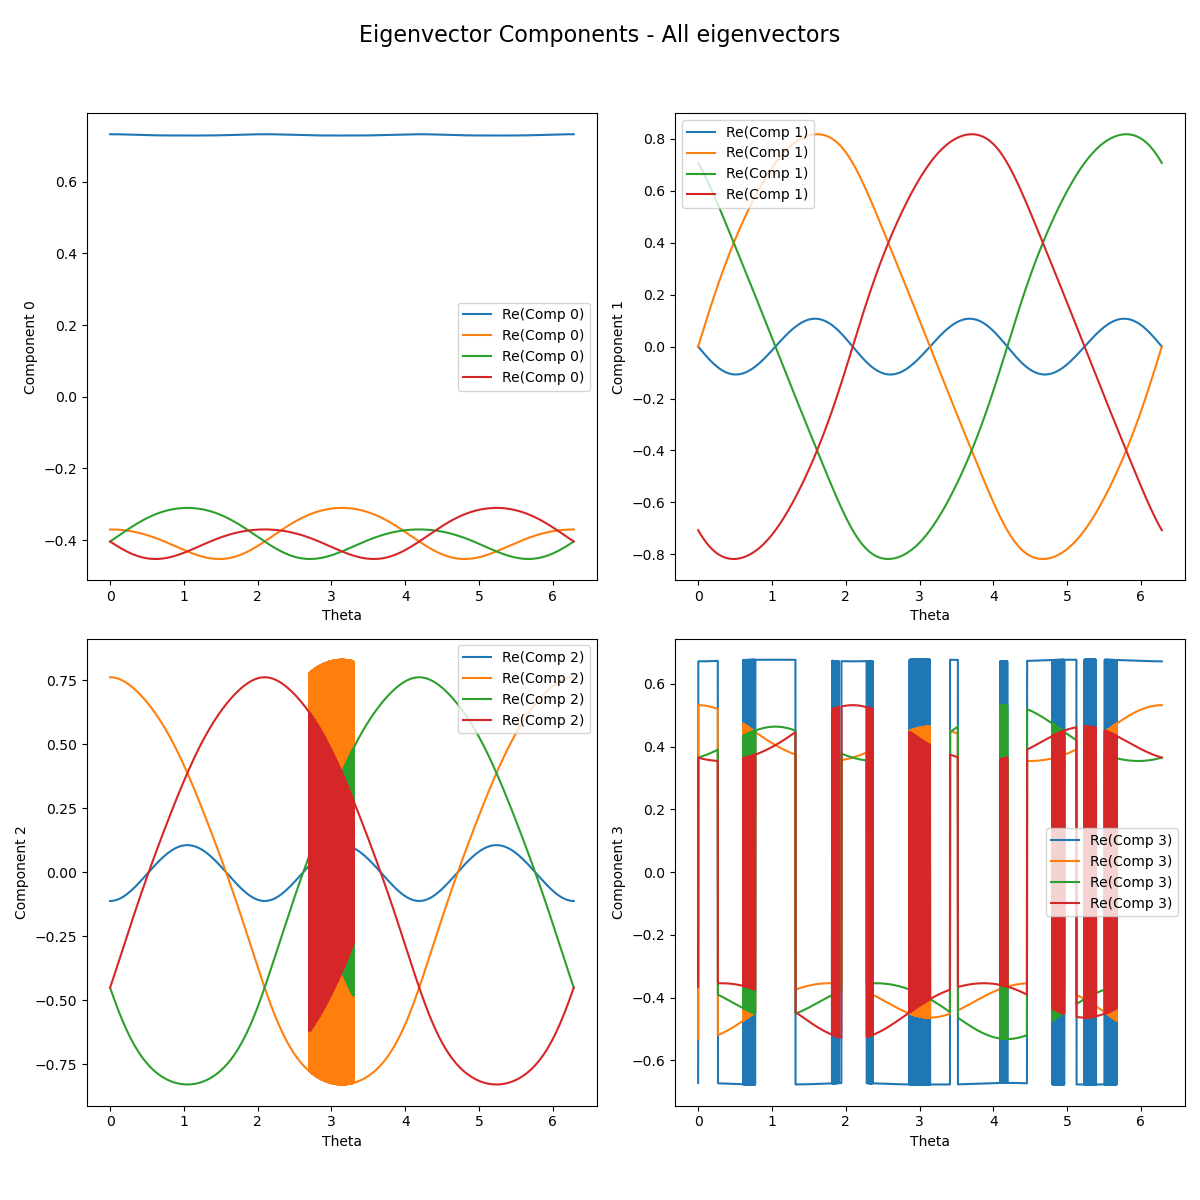 Eigenvector Components - All eigenvectors
Component 0
0.6
0.4
0.2
0.0
−0.2
−0.4
Re(Comp 0)
Re(Comp 0)
Re(Comp 0)
Re(Comp 0)
0 1 2 3 4 5 6
Theta
Component 1
0.8
0.6
0.4
0.2
0.0
−0.2
−0.4
−0.6
−0.8
Re(Comp 1)
Re(Comp 1)
Re(Comp 1)
Re(Comp 1)
0 1 2 3 4 5 6
Theta
Component 2
0.75
0.50
0.25
0.00
−0.25
−0.50
−0.75
Re(Comp 2)
Re(Comp 2)
Re(Comp 2)
Re(Comp 2)
0 1 2 3 4 5 6
Theta
Component 3
0.6
0.4
0.2
0.0
−0.2
−0.4
−0.6
Re(Comp 3)
Re(Comp 3)
Re(Comp 3)
Re(Comp 3)
0 1 2 3 4 5 6
Theta